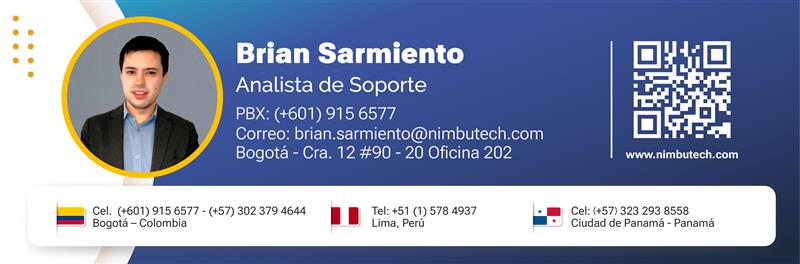 Brian Sarmiento
Analista de Soporte
PBX: (+601) 915 6577
Correo: brian.sarmiento@nimbutech.com
Bogotá - Cra. 12 #90 - 20 Oficina 202
www.nimbutech.com
Cel.  (+601) 915 6577 - (+57) 302 379 4644
Bogotá – Colombia
Tel: +51 (1) 578 4937
Lima, Perú
Cel: (+57) 323 293 8558
Ciudad de Panamá - Panamá